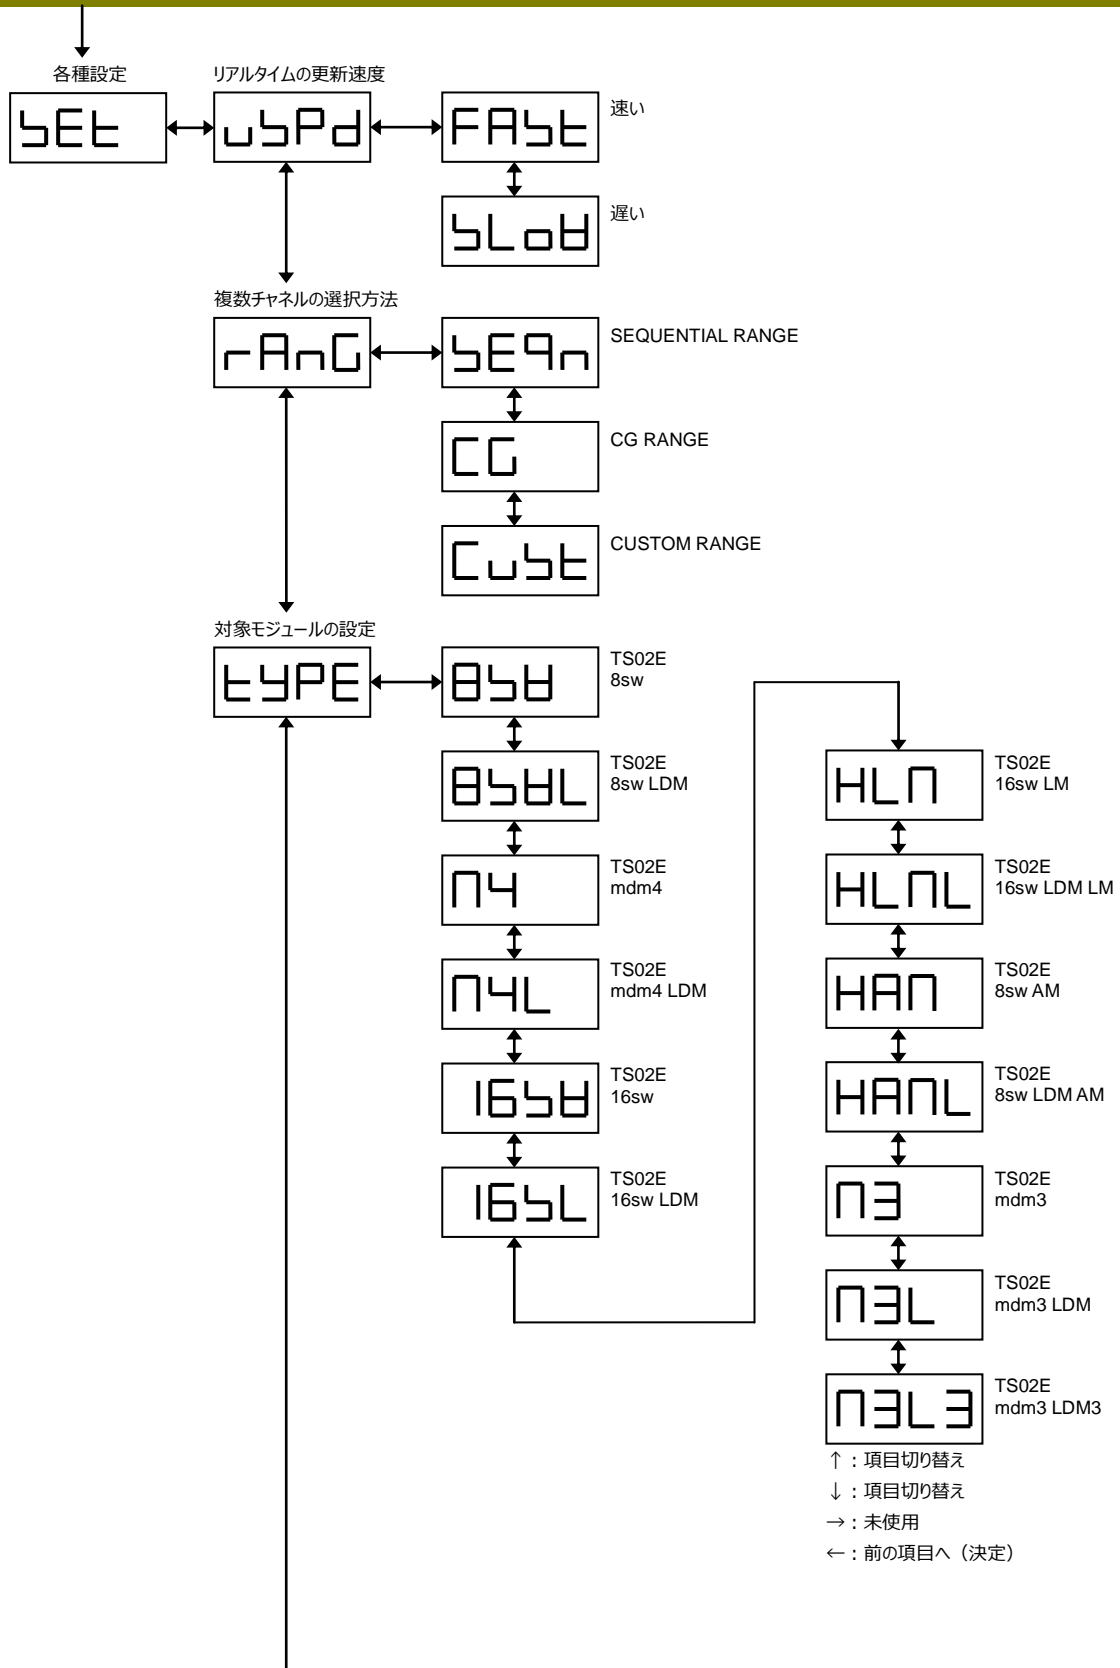 各種設定
リアルタイムの更新速度
SEt
uSPd
FASt
速い
SLoW
遅い
複数チャネルの選択方法
rAnG
SEqn
SEQUENTIAL RANGE
CG
CG RANGE
CuSt
CUSTOM RANGE
対象モジュールの設定
tYPE
8SW
TS02E
8sw
8SWL
TS02E
8sw LDM
M4
TS02E
mdm4
M4L
TS02E
mdm4 LDM
16SW
TS02E
16sw
16SL
TS02E
16sw LDM
HLM
TS02E
16sw LM
HLML
TS02E
16sw LDM LM
HAM
TS02E
8sw AM
HAML
TS02E
8sw LDM AM
M3
TS02E
mdm3
M3L
TS02E
mdm3 LDM
M3L3
TS02E
mdm3 LDM3
↑：項目切り替え
↓：項目切り替え
→：未使用
←：前の項目へ（決定）